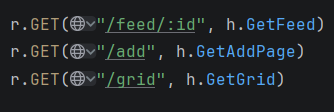 r.GET("/feed/:id", h.GetFeed)
r.GET("/add", h.GetAddPage)
r.GET("/grid", h.GetGrid)